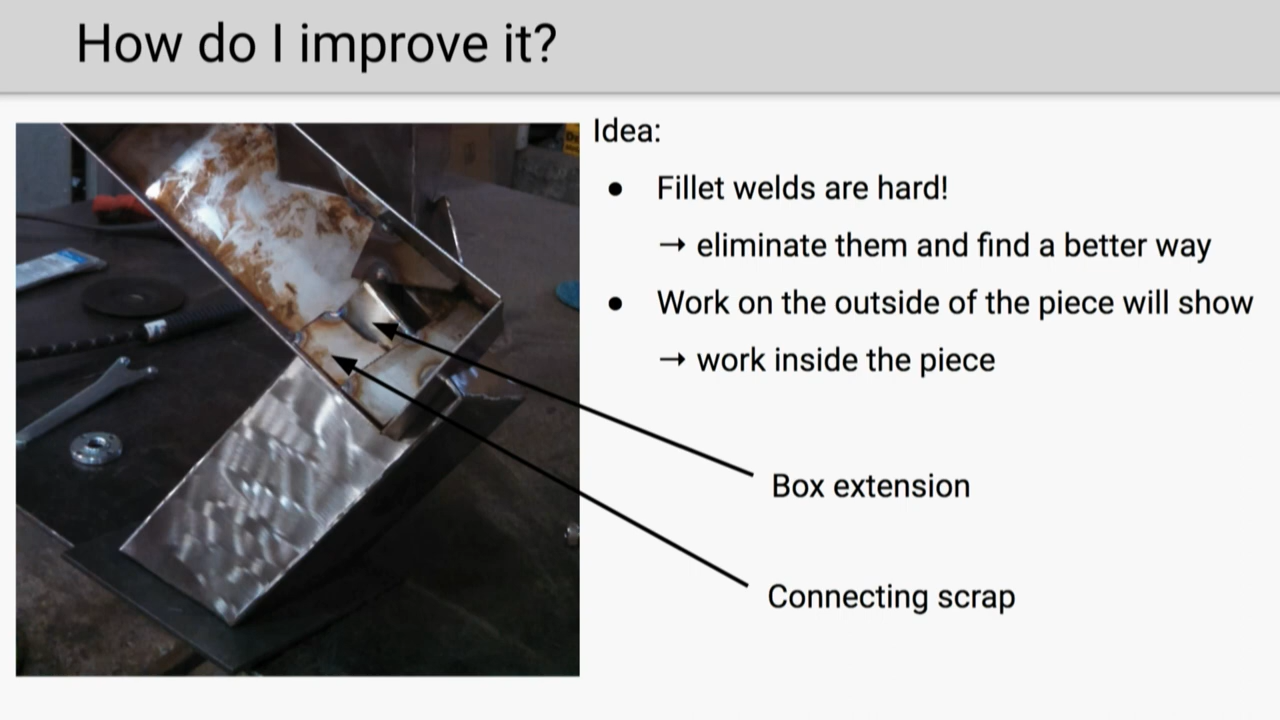 How do I improve it?
Idea:
● Fillet welds are hard!
→ eliminate them and find a better way
● Work on the outside of the piece will show
→ work inside the piece
Box extension
Connecting scrap